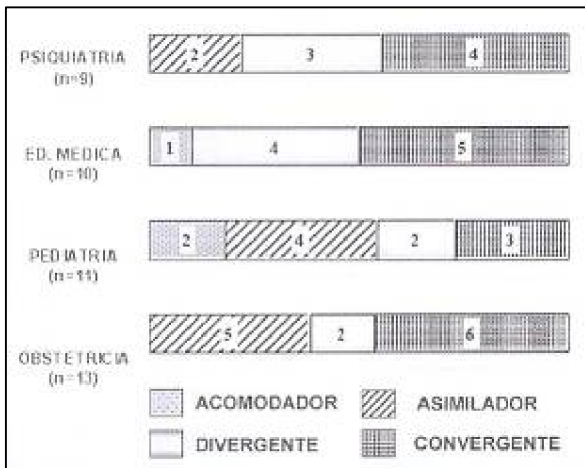 PSIQUIATRIA
(n=9)
2 3 4
ED. MEDICA
(n=10)
1 4 5
PEDIATRIA
(n=11)
2 4 2 3
OBSTETRICIA
(n=13)
5 2 6
ACOMODADOR ASIMILADOR
DIVERGENTE CONVERGENTE